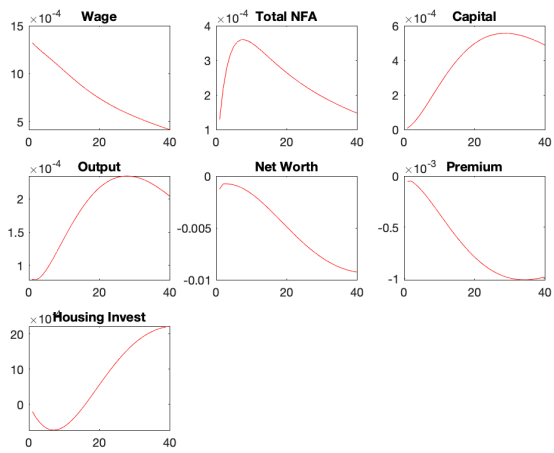 ×10⁻⁴ Wage
15
10
5
0 20 40
×10⁻⁴ Total NFA
4
3
2
1
0 20 40
×10⁻⁴ Capital
6
4
2
0
0 20 40
×10⁻⁴ Output
2
1.5
1
0 20 40
Net Worth
0
-0.005
-0.01
0 20 40
×10⁻³ Premium
0
-0.5
-1
0 20 40
×10 Housing Invest
20
10
0
0 20 40